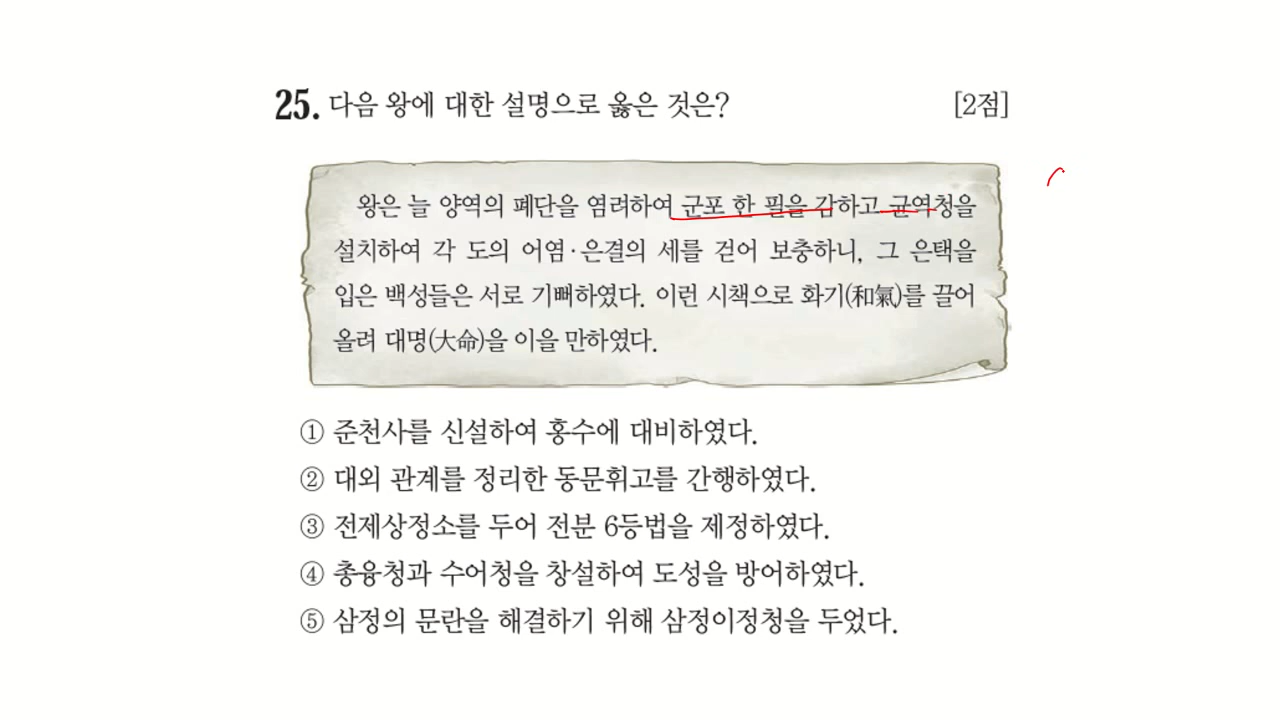 25. 다음 왕에 대한 설명으로 옳은 것은? [2점]
왕은 늘 양역의 폐단을 염려하여 군포 한 필을 감하고 균역청을
설치하여 각 도의 어염·은결의 세를 걷어 보충하니, 그 은택을
입은 백성들은 서로 기뻐하였다. 이런 시책으로 화기(和氣)를 끌어
올려 대명(大命)을 이을 만하였다.
① 준천사를 신설하여 홍수에 대비하였다.
② 대외 관계를 정리한 동문휘고를 간행하였다.
③ 전제상정소를 두어 전분 6등법을 제정하였다.
④ 총융청과 수어청을 창설하여 도성을 방어하였다.
⑤ 삼정의 문란을 해결하기 위해 삼정이정청을 두었다.